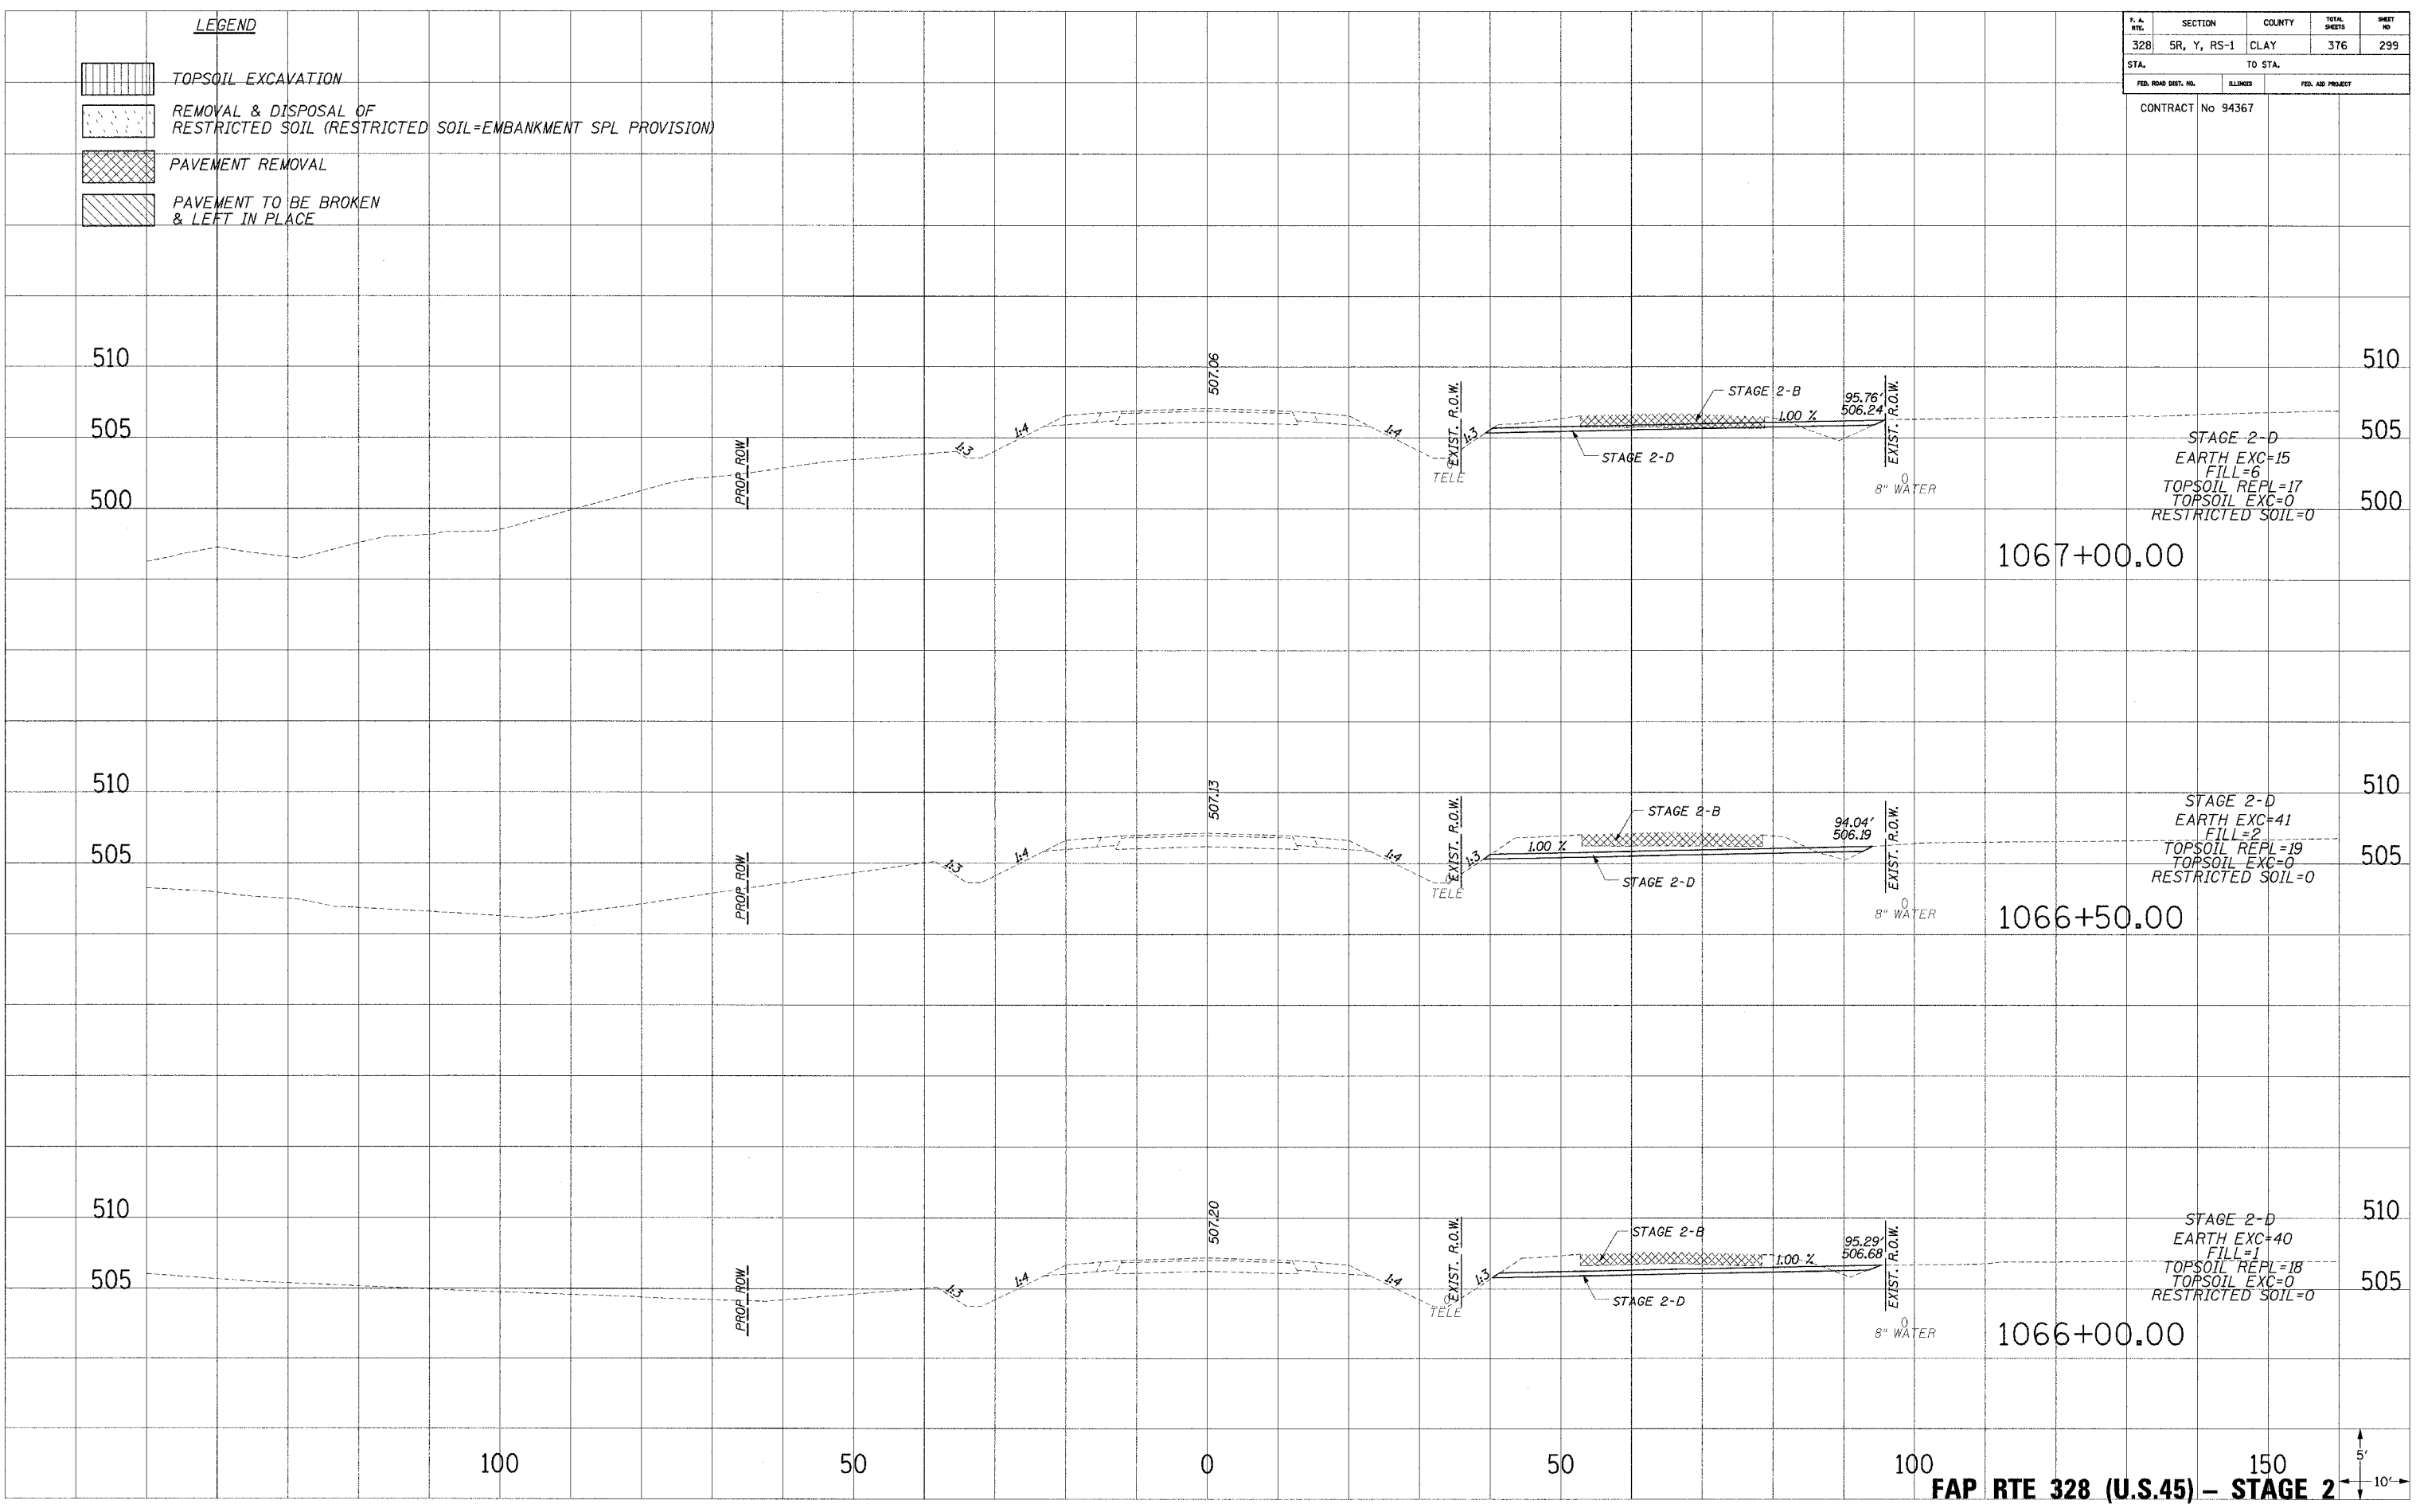 LEGEND
TOPSOIL EXCAVATION
REMOVAL & DISPOSAL OF
RESTRICTED SOIL (RESTRICTED SOIL=EMBANKMENT SPL PROVISION)
PAVEMENT REMOVAL
PAVEMENT TO BE BROKEN
& LEFT IN PLACE
F. A. RTE. SECTION COUNTY TOTAL SHEETS SHEET NO
328 5R, Y, RS-1 CLAY 376 299
STA. TO STA.
FED. ROAD DIST. NO. ILLINOIS FED. AID PROJECT
CONTRACT No 94367
510 507.06 510
EXIST. R.O.W. STAGE 2-B 95.76' EXIST. R.O.W.
1.00 % 506.24
505 PROP ROW 1:3 1:4 1:4 1:3 505
STAGE 2-D
TELE
8" WATER
500 500
STAGE 2-D
EARTH EXC=15
FILL=6
TOPSOIL REPL=17
TOPSOIL EXC=0
RESTRICTED SOIL=0
1067+00.00
510 507.13 510
EXIST. R.O.W. STAGE 2-B 94.04' EXIST. R.O.W.
1.00 % 506.19
505 PROP ROW 1:3 1:4 1:4 1:3 505
STAGE 2-D
TELE
8" WATER
STAGE 2-D
EARTH EXC=41
FILL=2
TOPSOIL REPL=19
TOPSOIL EXC=0
RESTRICTED SOIL=0
1066+50.00
510 507.20 510
EXIST. R.O.W. STAGE 2-B 95.29' EXIST. R.O.W.
1.00 % 506.68
505 PROP ROW 1:3 1:4 1:4 1:3 505
STAGE 2-D
TELE
8" WATER
STAGE 2-D
EARTH EXC=40
FILL=1
TOPSOIL REPL=18
TOPSOIL EXC=0
RESTRICTED SOIL=0
1066+00.00
100 50 0 50 100 150
5'
10'
FAP RTE 328 (U.S.45) – STAGE 2